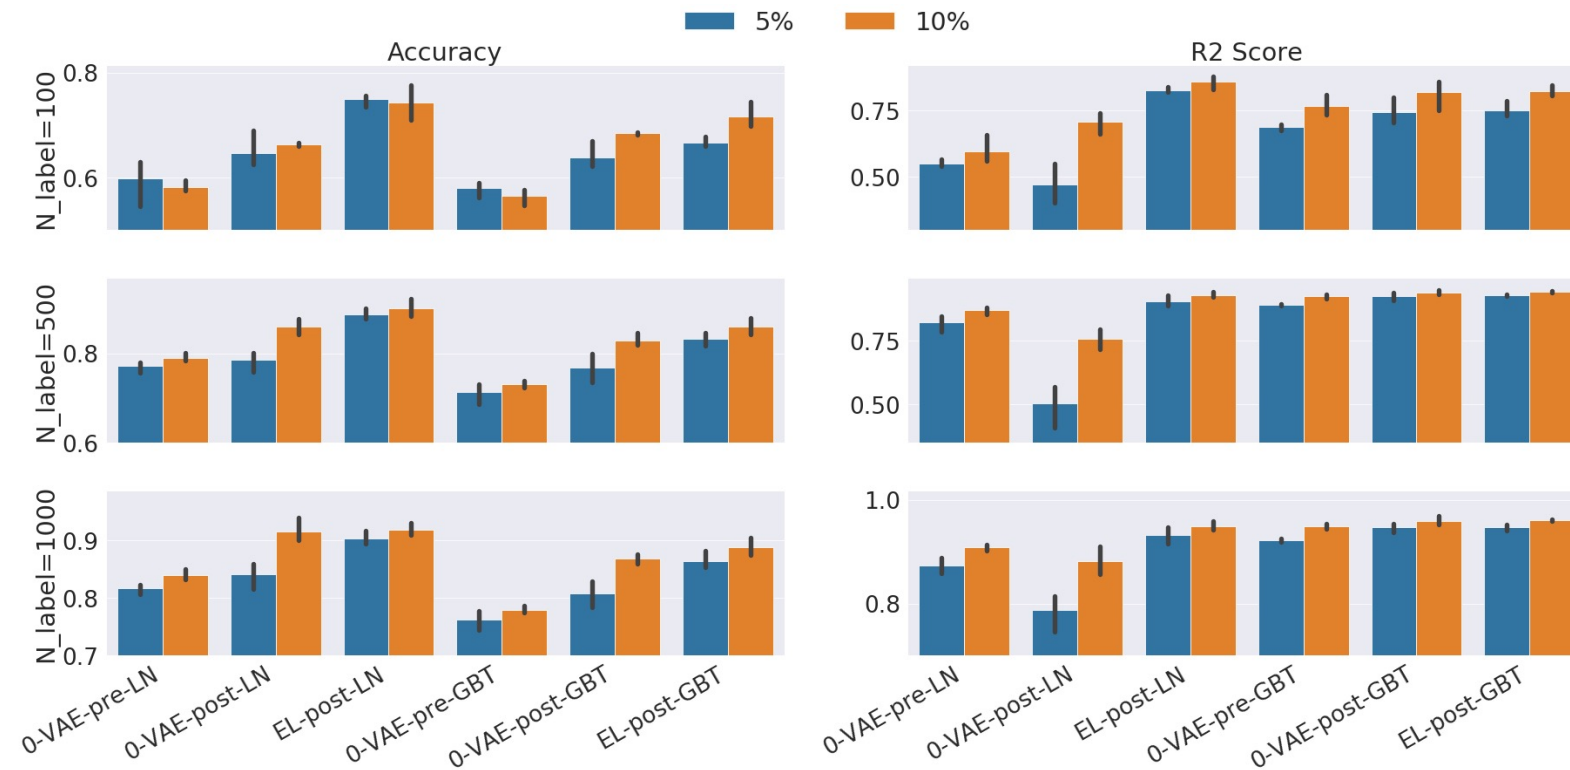 5% 10%
Accuracy R2 Score
N_label=100
0.8
0.6
0.75
0.50
N_label=500
0.8
0.6
0.75
0.50
N_label=1000
0.9
0.8
0.7
1.0
0.8
0-VAE-pre-LN 0-VAE-post-LN EL-post-LN 0-VAE-pre-GBT 0-VAE-post-GBT EL-post-GBT
0-VAE-pre-LN 0-VAE-post-LN EL-post-LN 0-VAE-pre-GBT 0-VAE-post-GBT EL-post-GBT